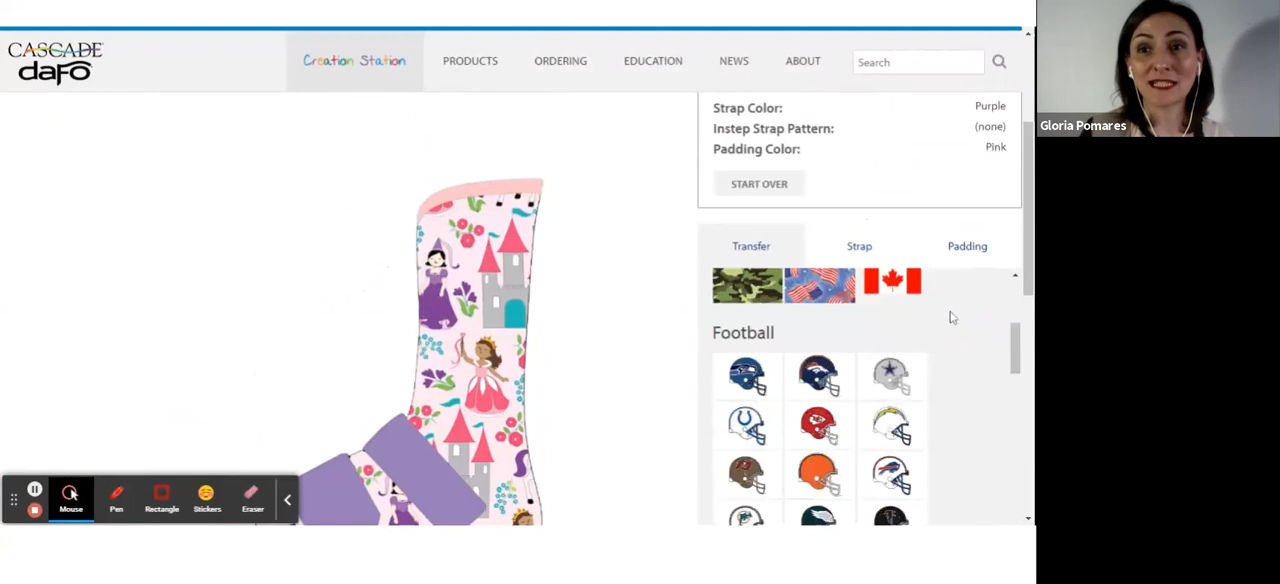 CASCADE
dafo
Creation Station
PRODUCTS
ORDERING
EDUCATION
NEWS
ABOUT
Search
Gloria Pomares
Strap Color: Purple
Instep Strap Pattern: (none)
Padding Color: Pink
START OVER
Transfer
Strap
Padding
Football
Mouse
Pen
Rectangle
Stickers
Eraser